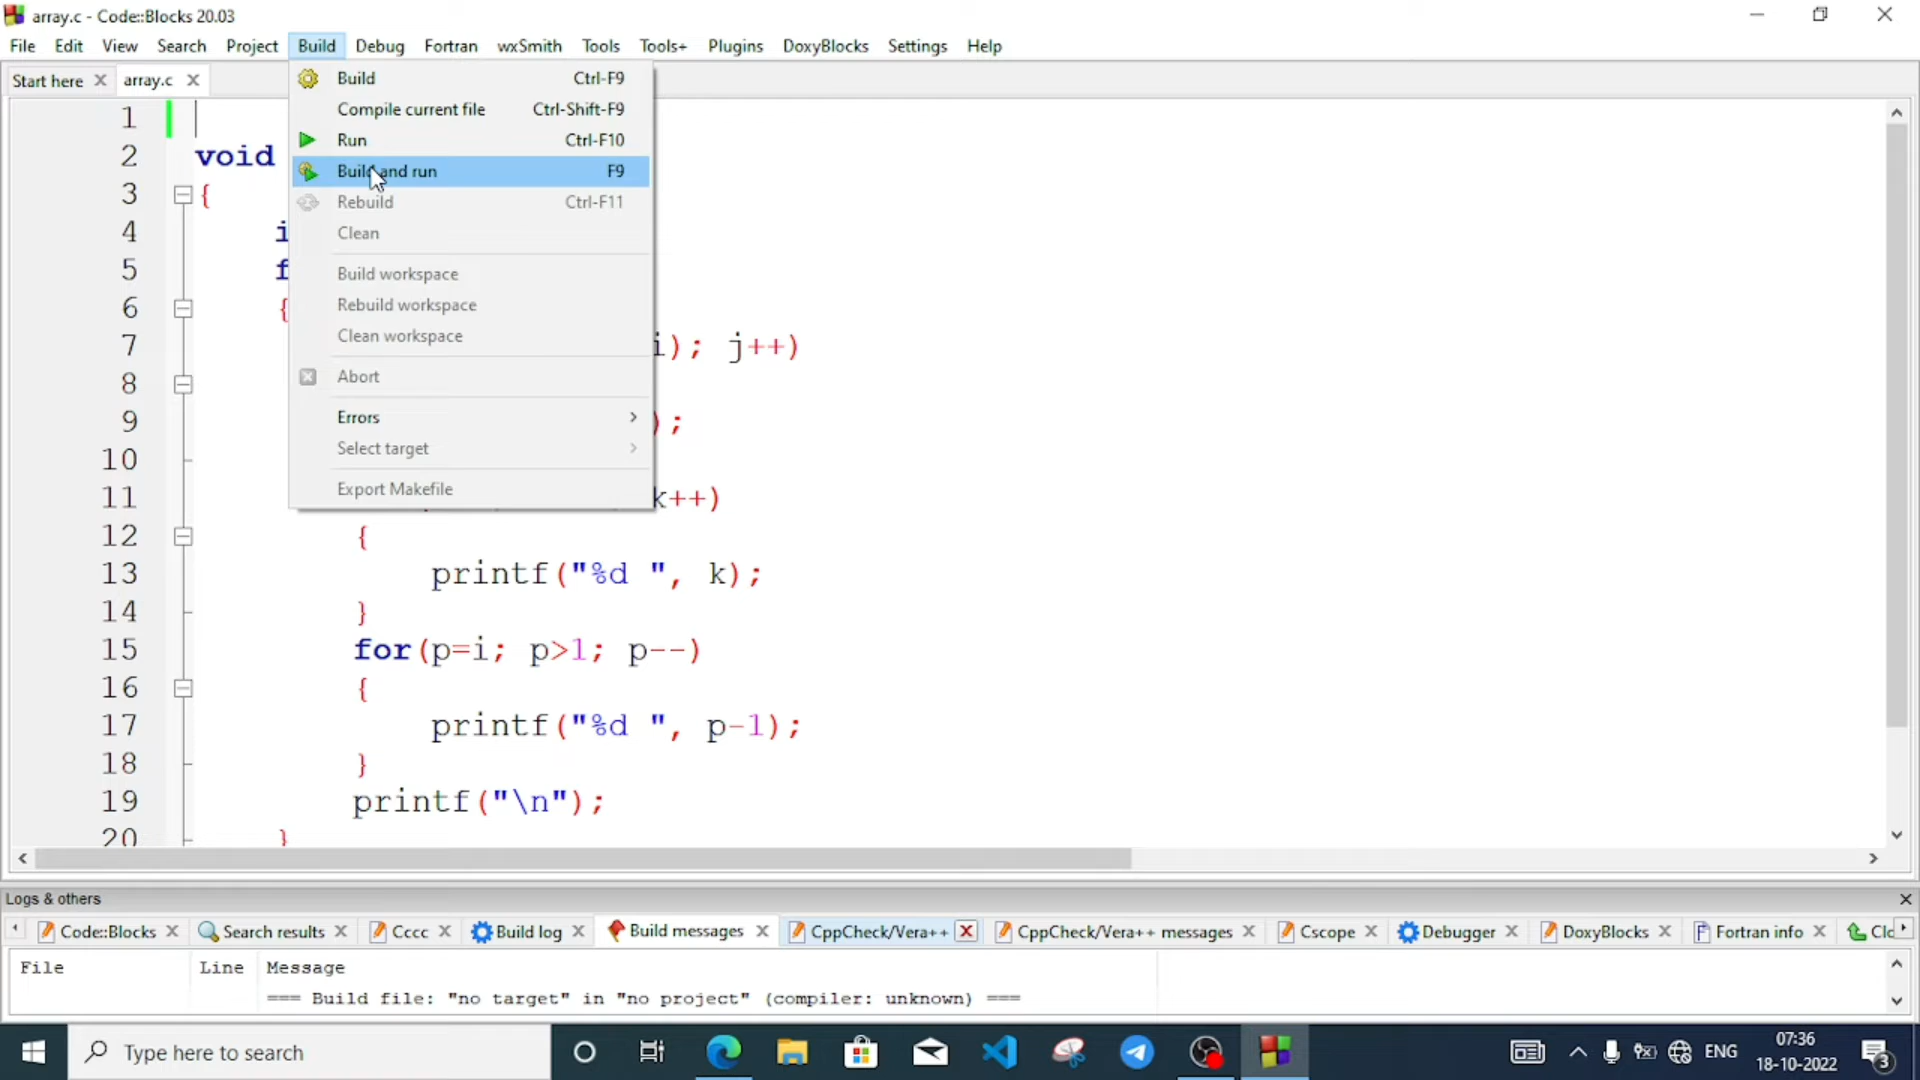 array.c - Code::Blocks 20.03
File Edit View Search Project Build Debug Fortran wxSmith Tools Tools+ Plugins DoxyBlocks Settings Help
Start here array.c
Build Ctrl-F9
Compile current file Ctrl-Shift-F9
Run Ctrl-F10
Build and run F9
Rebuild Ctrl-F11
Clean
Build workspace
Rebuild workspace
Clean workspace
Abort
Errors
Select target
Export Makefile
1
2 void
3 {
4 i
5 f
6 {
7 i); j++)
8
9 );
10
11 k++)
12 {
13 printf("%d ", k);
14 }
15 for(p=i; p>1; p--)
16 {
17 printf("%d ", p-1);
18 }
19 printf("\n");
20 }
Logs & others
Code::Blocks Search results Cccc Build log Build messages CppCheck/Vera++ CppCheck/Vera++ messages Cscope Debugger DoxyBlocks Fortran info Clo
File Line Message
=== Build file: "no target" in "no project" (compiler: unknown) ===
Type here to search
ENG
07:36
18-10-2022
3